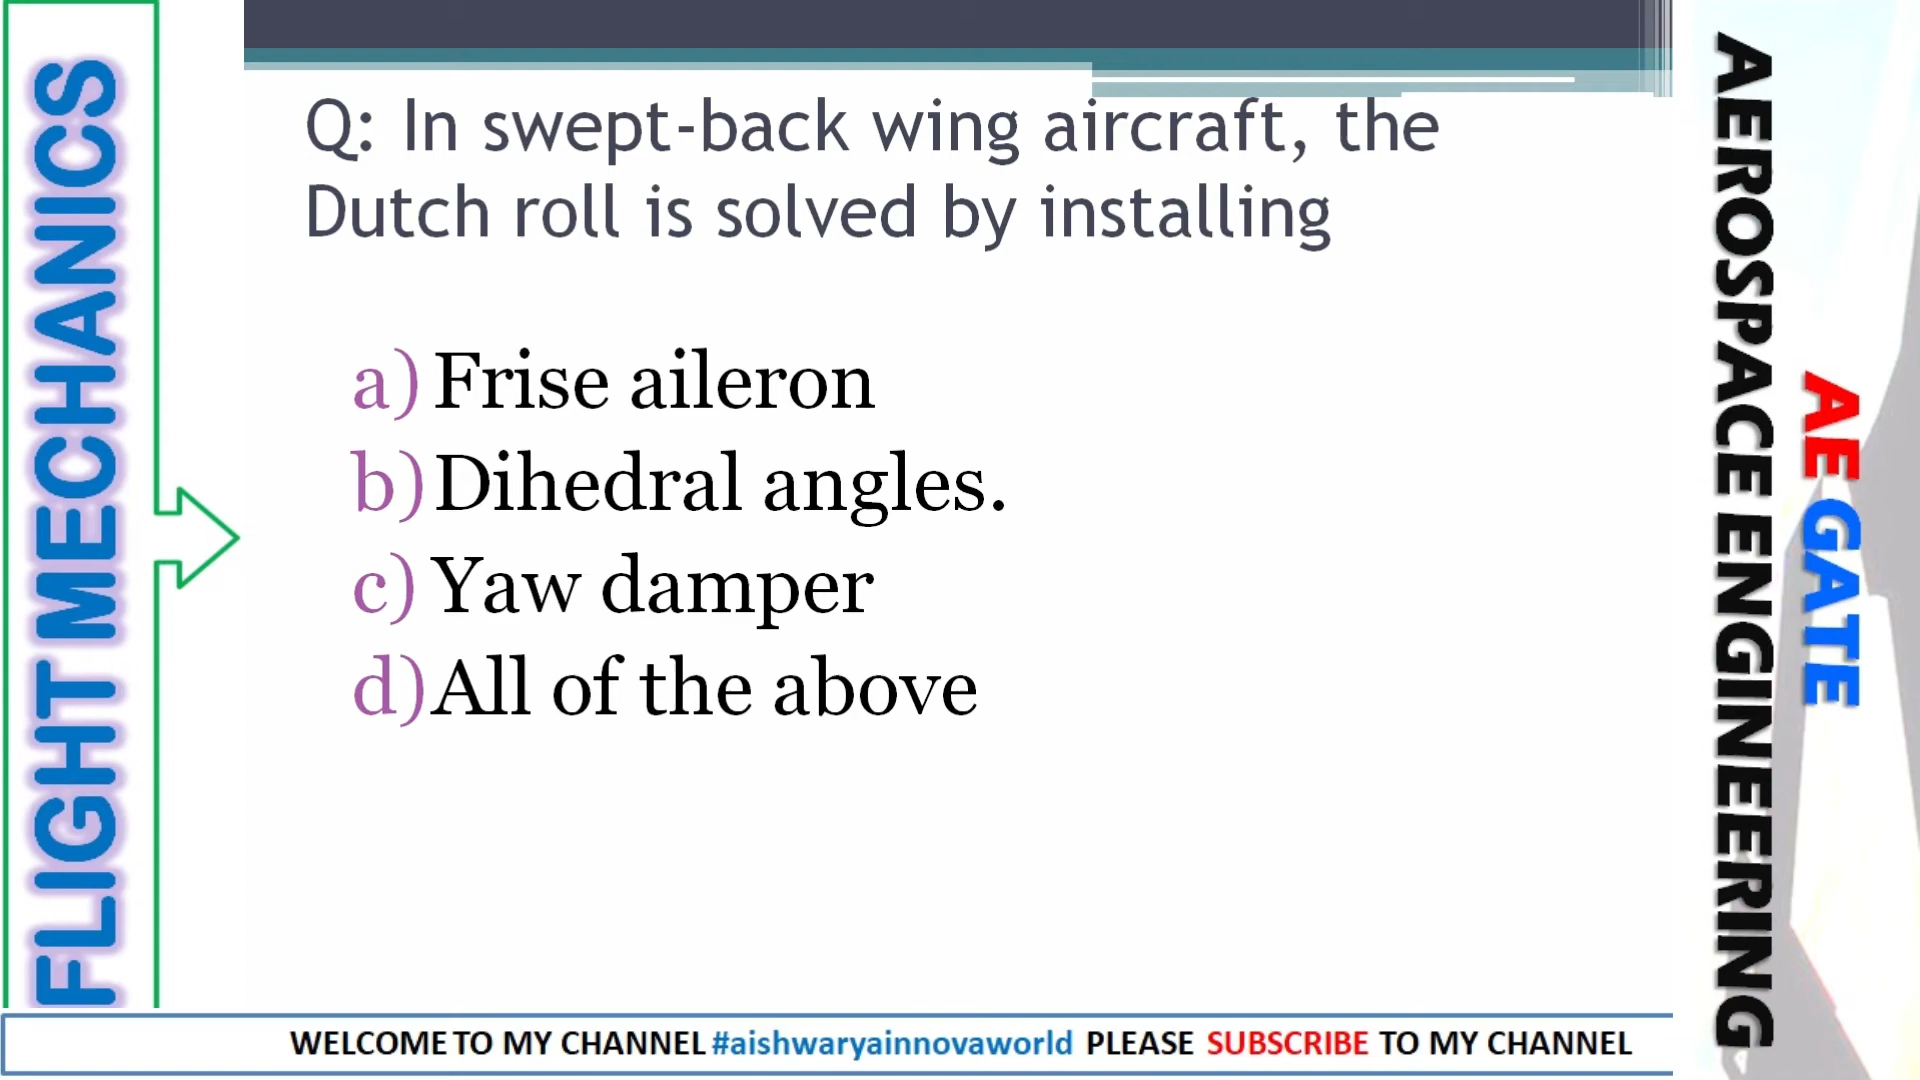 FLIGHT MECHANICS
Q: In swept-back wing aircraft, the
Dutch roll is solved by installing
a) Frise aileron
b) Dihedral angles.
c) Yaw damper
d) All of the above
AEROSPACE ENGINEERING
AE GATE
WELCOME TO MY CHANNEL #aishwaryainnovaworld PLEASE SUBSCRIBE TO MY CHANNEL